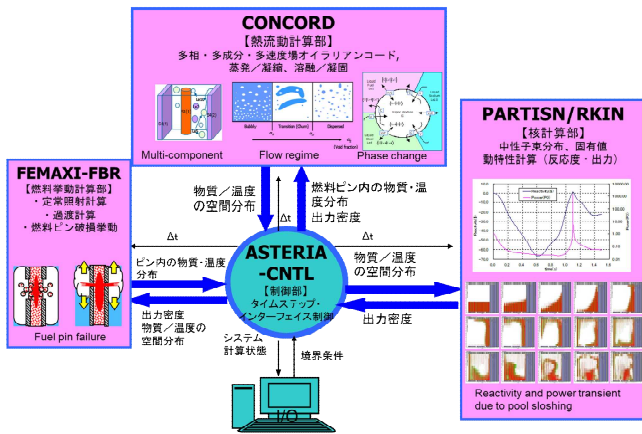 CONCORD
【熱流動計算部】
多相・多成分・多速度場オイラリアンコード,
蒸発／凝縮、溶融／凝固
Bubbly
Transition (Churn)
Dispersed
(Void fraction)
Multi-component
Flow regime
Phase change
FEMAXI-FBR
【燃料挙動計算部】
・定常照射計算
・過渡計算
・燃料ピン破損挙動
Fuel pin failure
PARTISN/RKIN
【核計算部】
中性子束分布、固有値
動特性計算（反応度・出力）
Reactivity and power transient
due to pool sloshing
物質／温度
の空間分布
燃料ピン内の物質・温
度分布
出力密度
Δt
Δt
Δt
Δt
ピン内の物質・温度
分布
出力密度
物質／温度の
空間分布
ASTERIA
-CNTL
【制御部】
タイムステップ・
インターフェイス制御
物質／温度
の空間分布
出力密度
システム
計算状態
境界条件
I/O